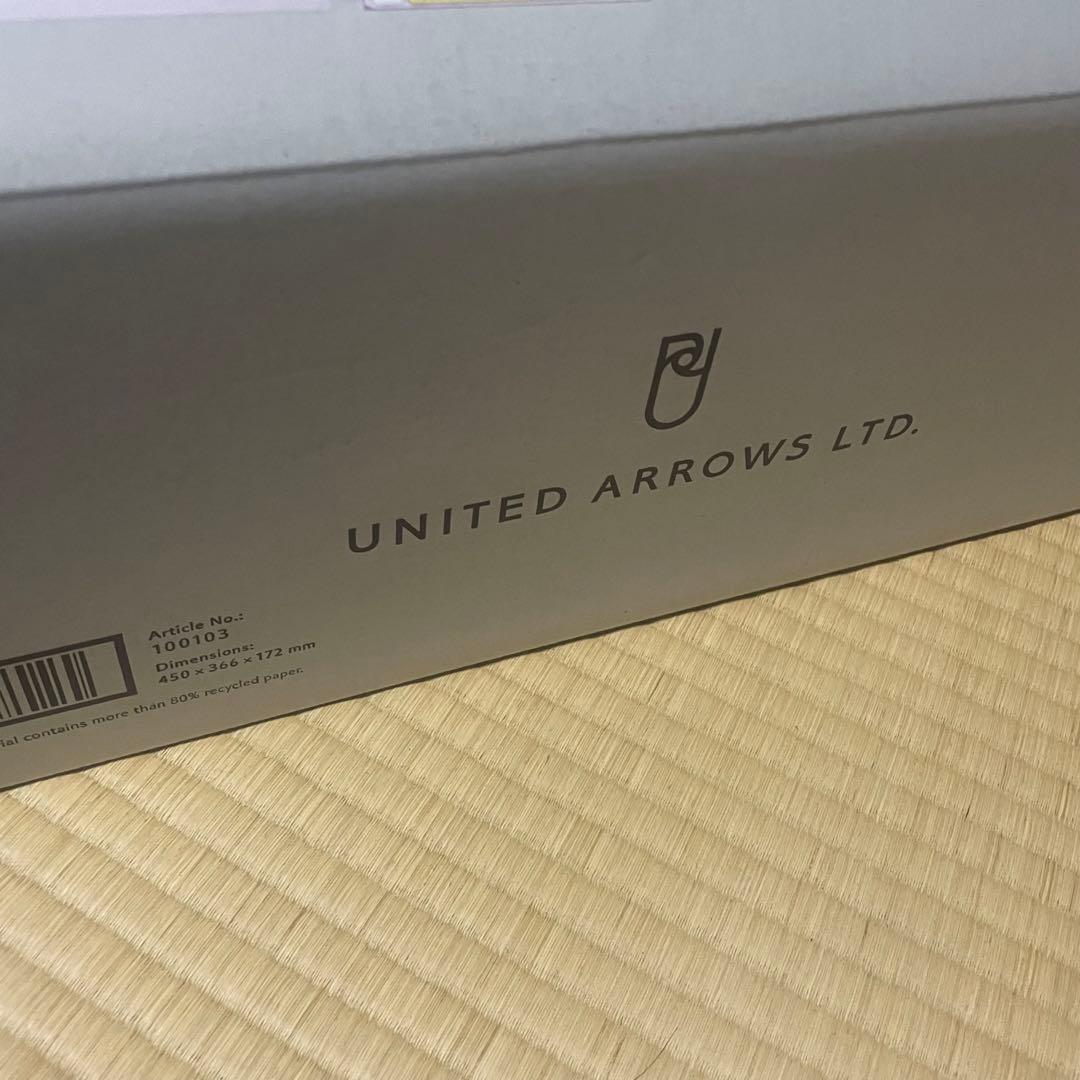 UNITED ARROWS LTD.
Article No.:
100103
Dimensions:
450 × 366 × 172 mm
contains more than 80% recycled paper.